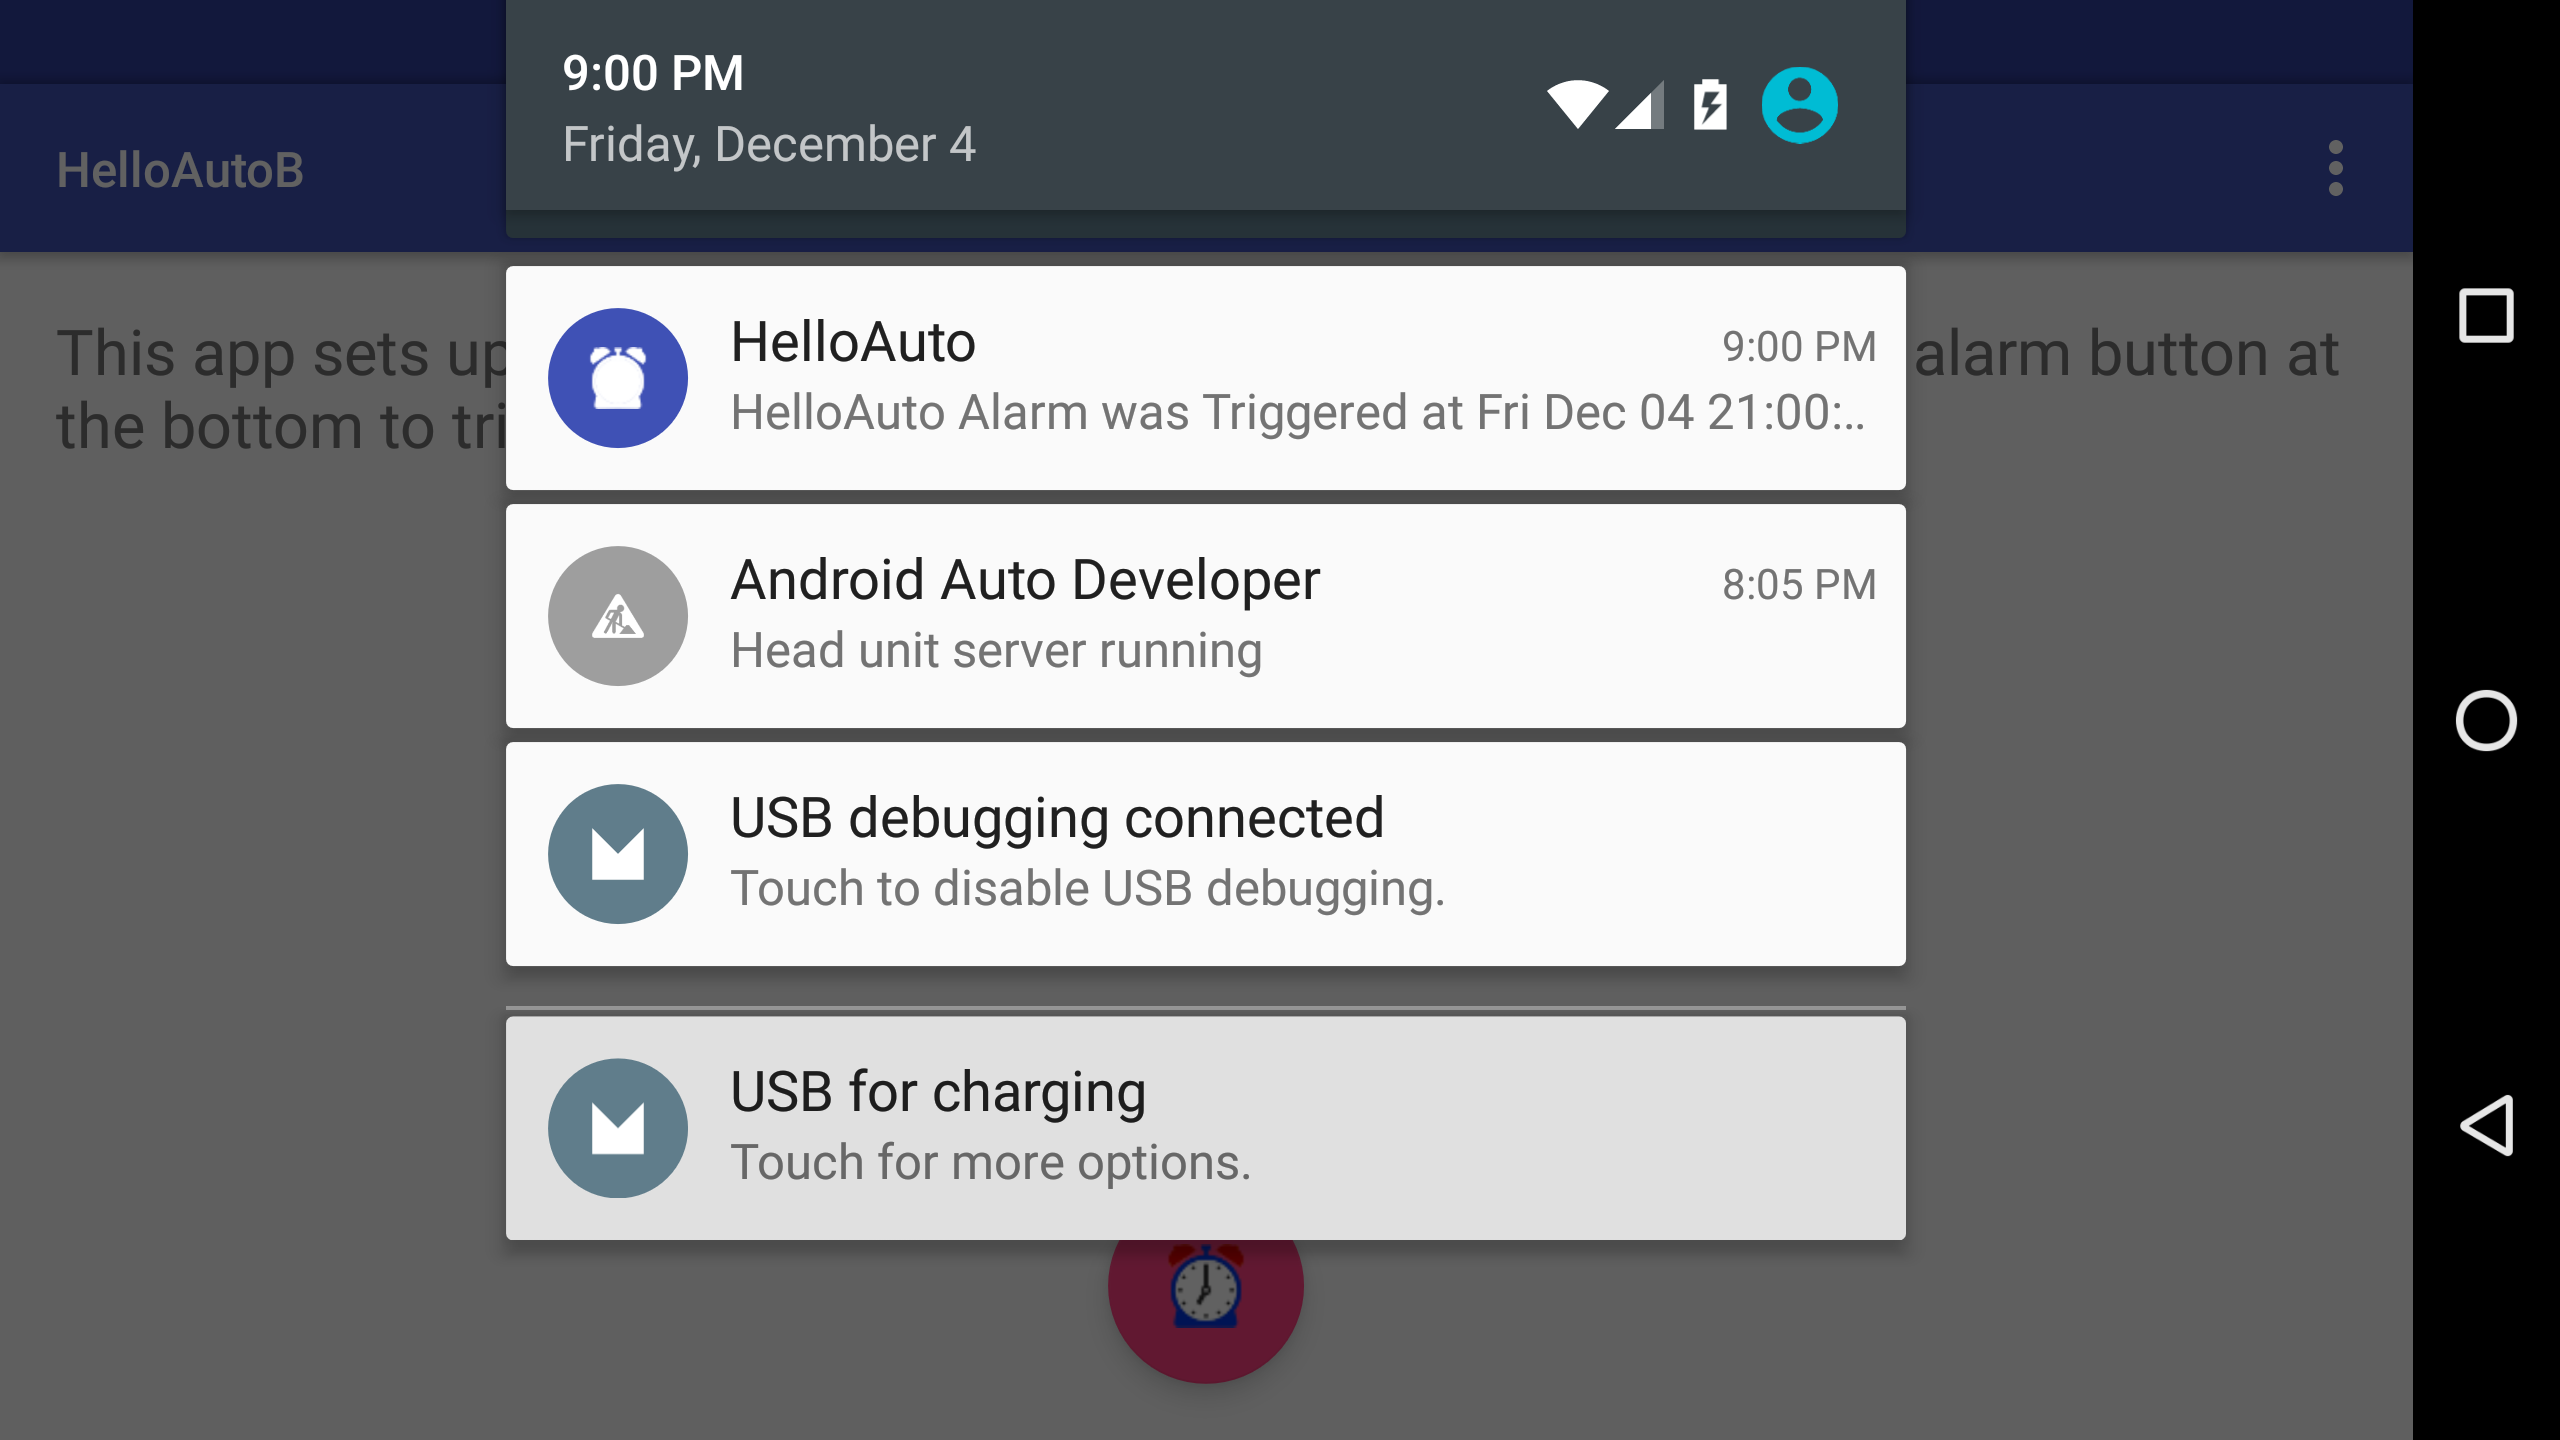 9:00 PM
Friday, December 4
HelloAutoB
This app sets up alarm button at
the bottom to tri
HelloAuto
9:00 PM
HelloAuto Alarm was Triggered at Fri Dec 04 21:00:..
Android Auto Developer
8:05 PM
Head unit server running
USB debugging connected
Touch to disable USB debugging.
USB for charging
Touch for more options.